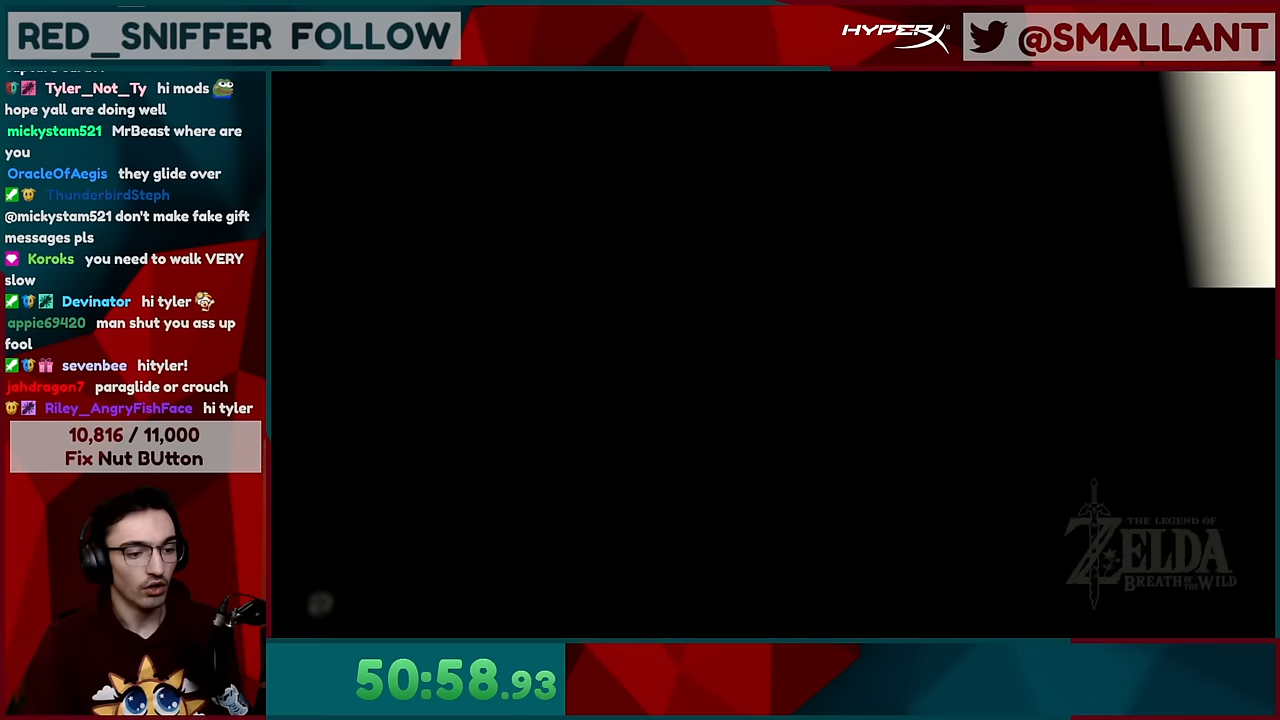 RED_SNIFFER FOLLOW
HYPERX
@SMALLANT
Tyler_Not_Ty hi mods
hope yall are doing well
mickystam521 MrBeast where are
you
OracleOfAegis they glide over
ThunderbirdSteph
@mickystam521 don't make fake gift
messages pls
Koroks you need to walk VERY
slow
Devinator hi tyler
appie69420 man shut you ass up
fool
sevenbee hityler!
jahdragon7 paraglide or crouch
Riley_AngryFishFace hi tyler
10,816 / 11,000
Fix Nut BUtton
THE LEGEND OF
ZELDA
BREATH OF THE WILD
50:58.93